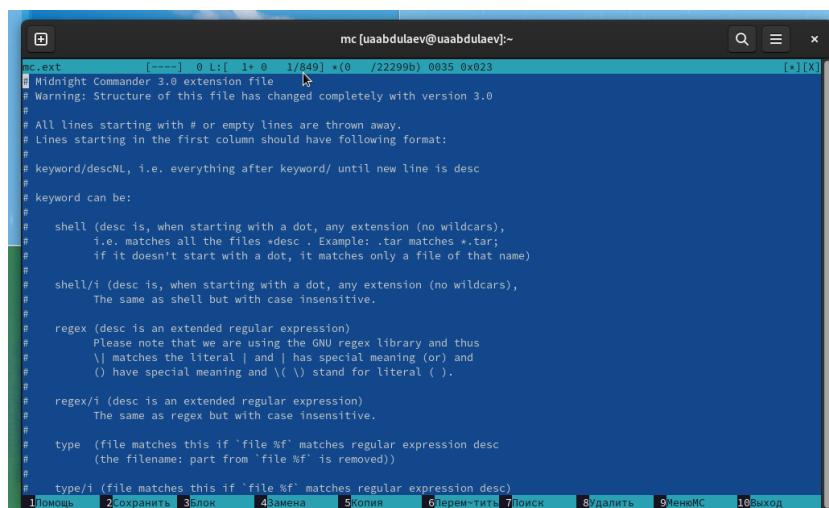 mc [uaabdulaev@uaabdulaev]:~
mc.ext [----] 0 L:[ 1+ 0 1/849] *(0 /22299b) 0035 0x023 [*][X]
# Midnight Commander 3.0 extension file
# Warning: Structure of this file has changed completely with version 3.0
#
# All lines starting with # or empty lines are thrown away.
# Lines starting in the first column should have following format:
#
# keyword/descNL, i.e. everything after keyword/ until new line is desc
#
# keyword can be:
#
# shell (desc is, when starting with a dot, any extension (no wildcars),
# i.e. matches all the files *desc . Example: .tar matches *.tar;
# if it doesn't start with a dot, it matches only a file of that name)
#
# shell/i (desc is, when starting with a dot, any extension (no wildcars),
# The same as shell but with case insensitive.
#
# regex (desc is an extended regular expression)
# Please note that we are using the GNU regex library and thus
# \| matches the literal | and | has special meaning (or) and
# () have special meaning and \( \) stand for literal ( ).
#
# regex/i (desc is an extended regular expression)
# The same as regex but with case insensitive.
#
# type (file matches this if `file %f` matches regular expression desc
# (the filename: part from `file %f` is removed))
#
# type/i (file matches this if `file %f` matches regular expression desc)
1Помощь 2Сохранить 3Блок 4Замена 5Копия 6Перем~тить 7Поиск 8Удалить 9МенюМС 10Выход